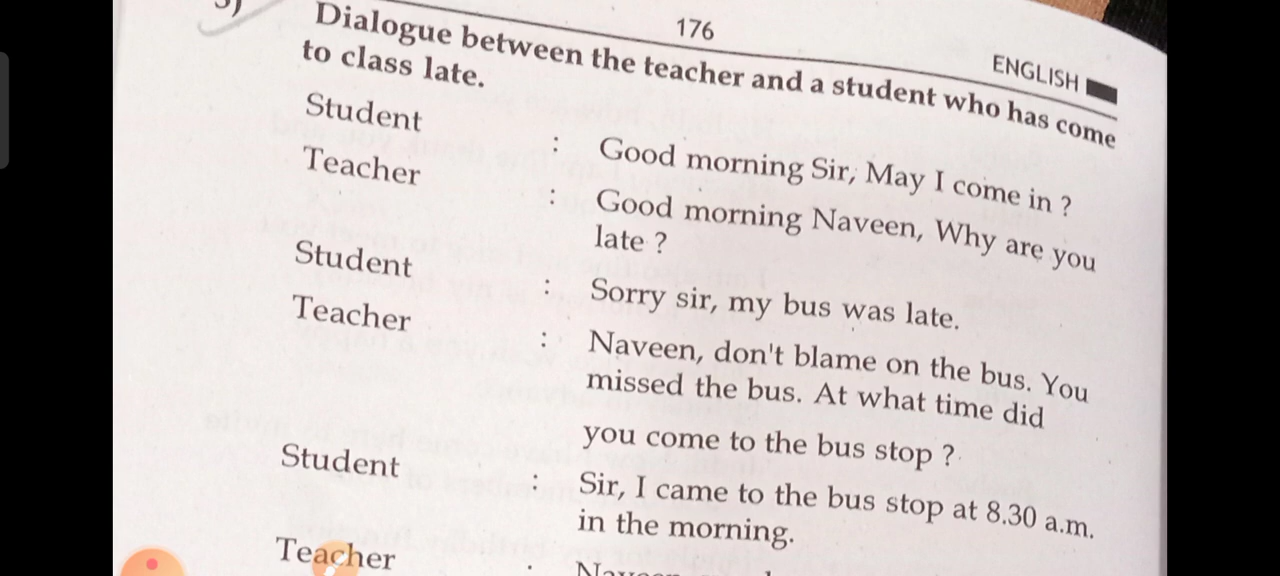 176
ENGLISH
Dialogue between the teacher and a student who has come
to class late.
Student : Good morning Sir, May I come in ?
Teacher : Good morning Naveen, Why are you
late ?
Student : Sorry sir, my bus was late.
Teacher : Naveen, don't blame on the bus. You
missed the bus. At what time did
you come to the bus stop ?
Student : Sir, I came to the bus stop at 8.30 a.m.
in the morning.
Teacher :